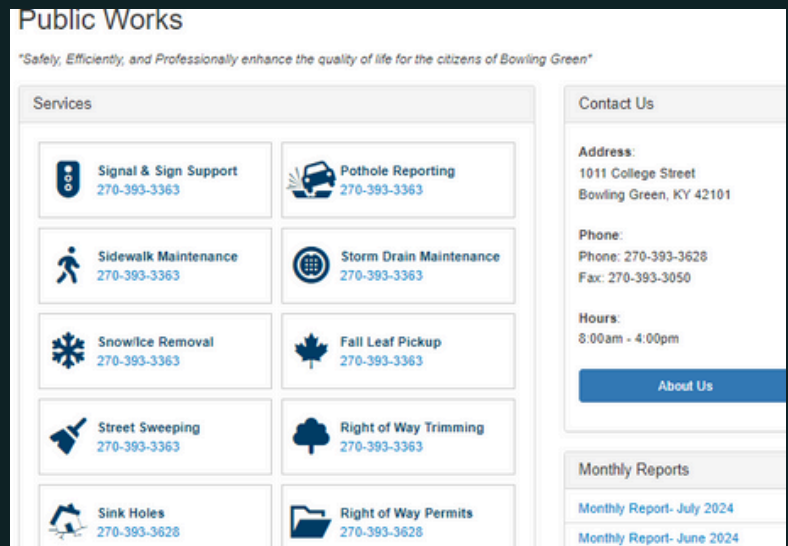 Public Works
"Safely, Efficiently, and Professionally enhance the quality of life for the citizens of Bowling Green"
Services
Signal & Sign Support
270-393-3363
Pothole Reporting
270-393-3363
Sidewalk Maintenance
270-393-3363
Storm Drain Maintenance
270-393-3363
Snow/Ice Removal
270-393-3363
Fall Leaf Pickup
270-393-3363
Street Sweeping
270-393-3363
Right of Way Trimming
270-393-3363
Sink Holes
270-393-3628
Right of Way Permits
270-393-3628
Contact Us
Address:
1011 College Street
Bowling Green, KY 42101
Phone:
Phone: 270-393-3628
Fax: 270-393-3050
Hours:
8:00am - 4:00pm
About Us
Monthly Reports
Monthly Report- July 2024
Monthly Report- June 2024